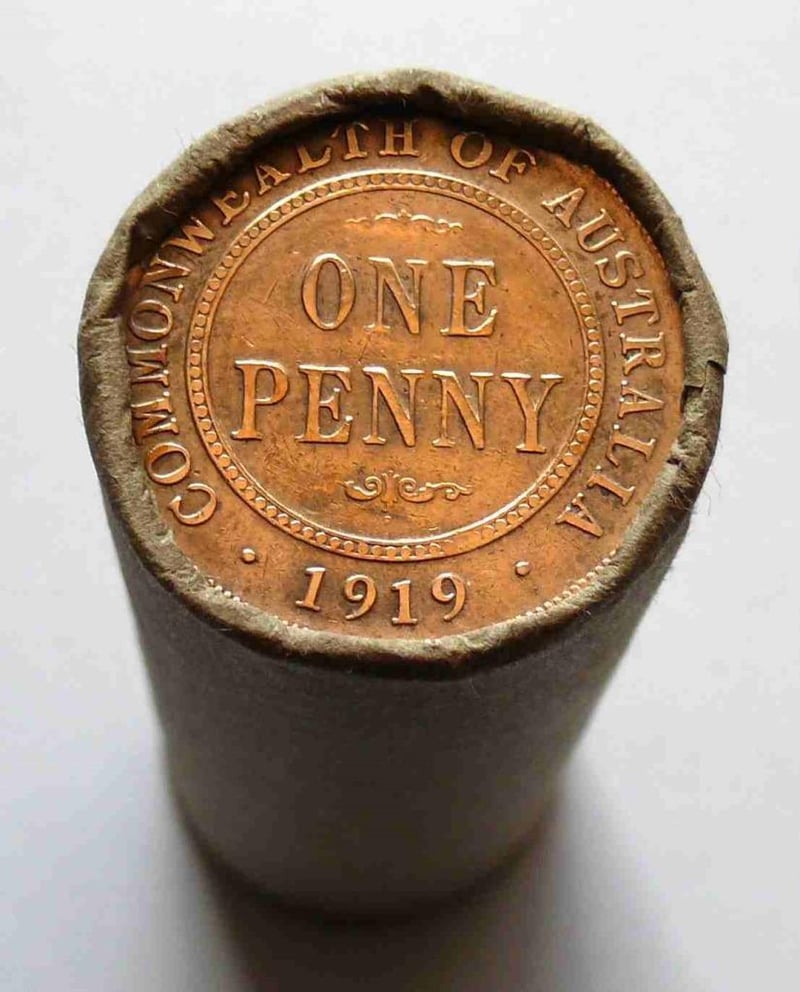 COMMONWEALTH OF AUSTRALIA
ONE
PENNY
· 1919 ·